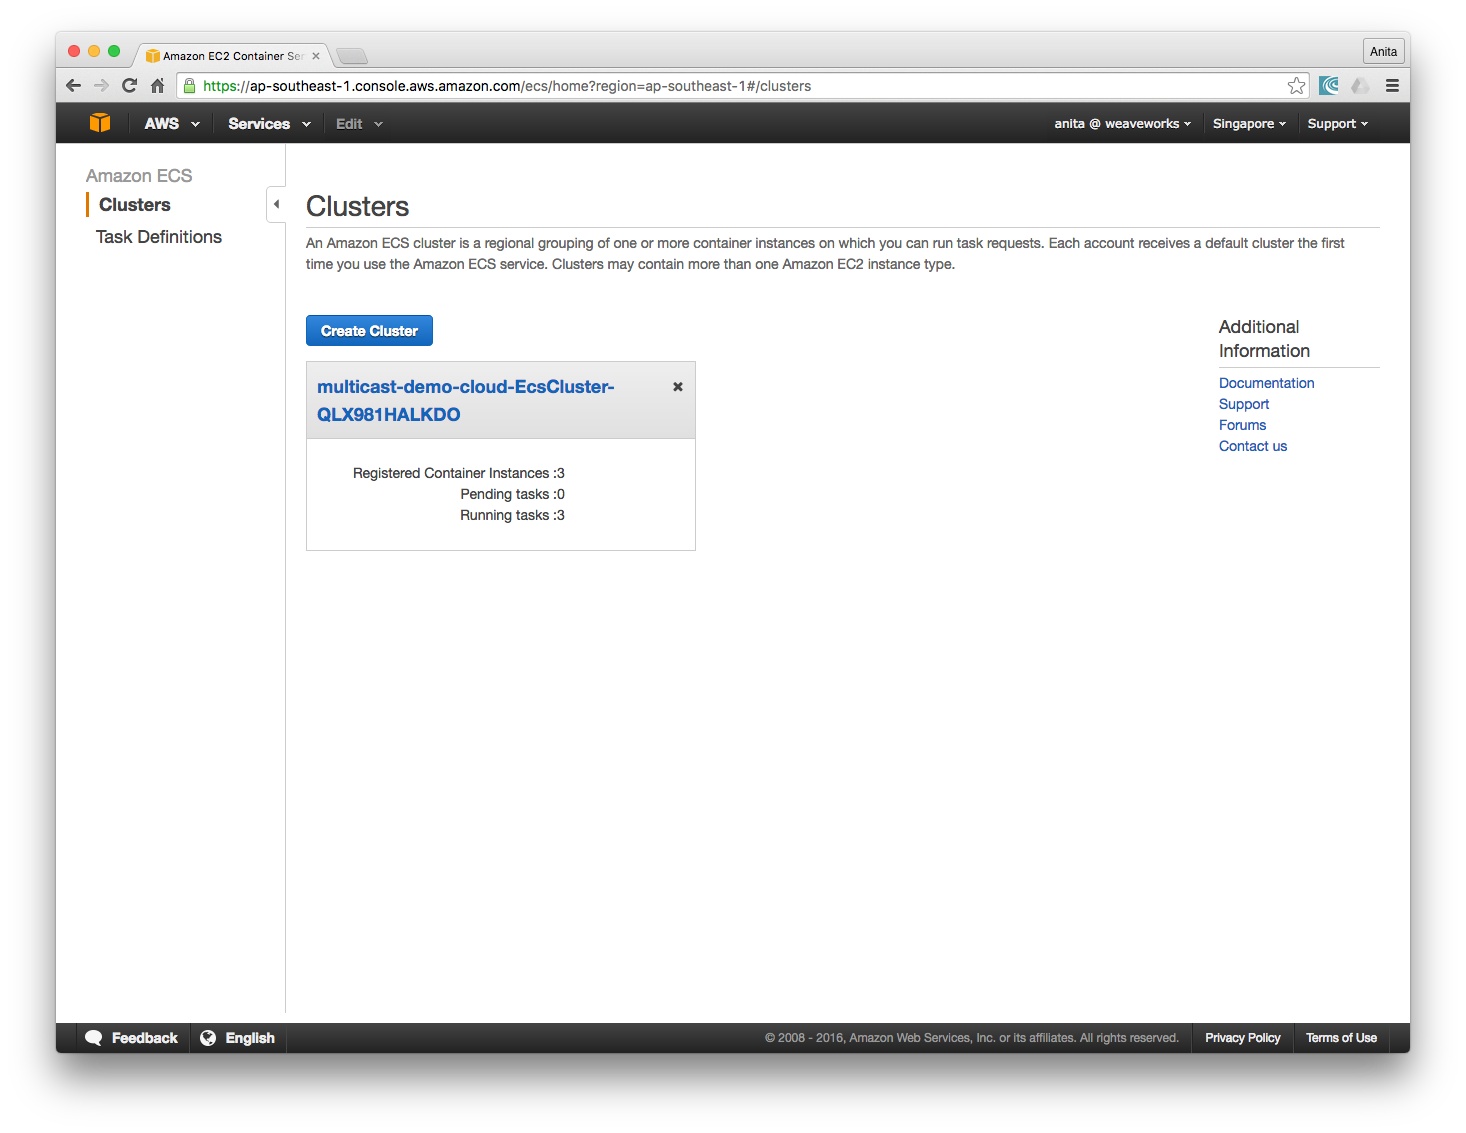 Amazon EC2 Container Ser
Anita
https://ap-southeast-1.console.aws.amazon.com/ecs/home?region=ap-southeast-1#/clusters
AWS
Services
Edit
anita @ weaveworks
Singapore
Support
Amazon ECS
Clusters
Task Definitions
Clusters
An Amazon ECS cluster is a regional grouping of one or more container instances on which you can run task requests. Each account receives a default cluster the first
time you use the Amazon ECS service. Clusters may contain more than one Amazon EC2 instance type.
Create Cluster
multicast-demo-cloud-EcsCluster-
QLX981HALKDO
Registered Container Instances :3
Pending tasks :0
Running tasks :3
Additional
Information
Documentation
Support
Forums
Contact us
Feedback
English
© 2008 - 2016, Amazon Web Services, Inc. or its affiliates. All rights reserved.
Privacy Policy
Terms of Use